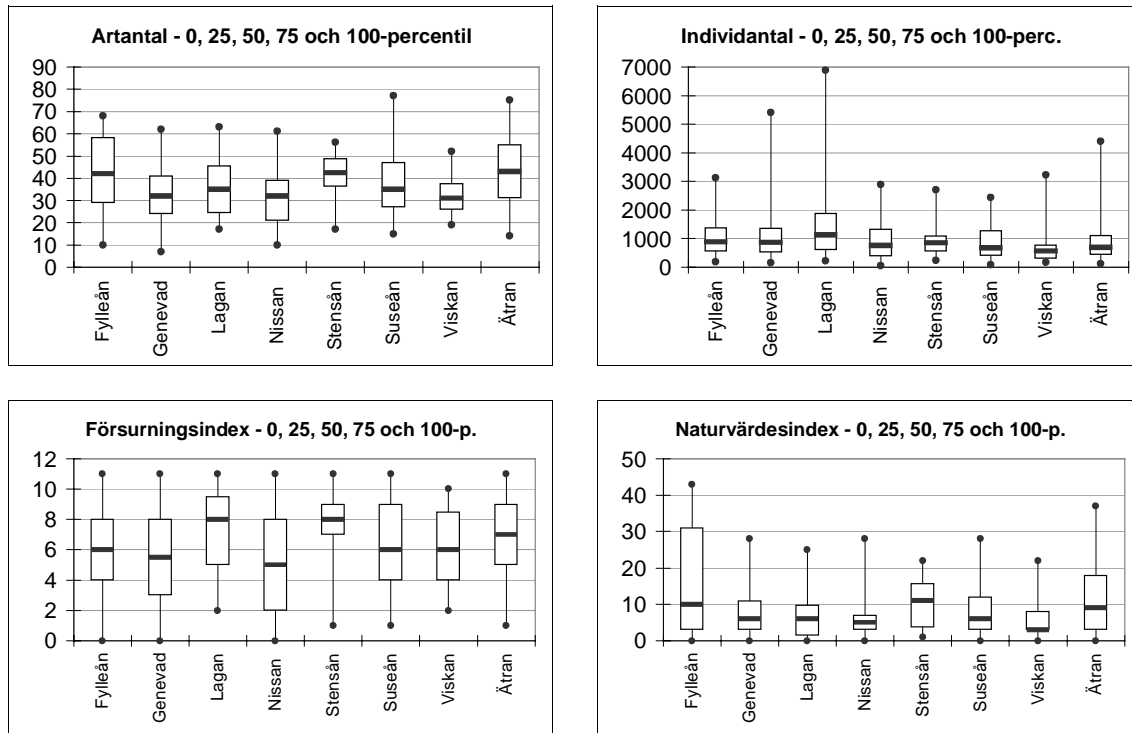 Artantal - 0, 25, 50, 75 och 100-percentil
90
80
70
60
50
40
30
20
10
0
Fylleån
Genevad
Lagan
Nissan
Stensån
Suseån
Viskan
Ätran
Individantal - 0, 25, 50, 75 och 100-perc.
7000
6000
5000
4000
3000
2000
1000
0
Fylleån
Genevad
Lagan
Nissan
Stensån
Suseån
Viskan
Ätran
Försurningsindex - 0, 25, 50, 75 och 100-p.
12
10
8
6
4
2
0
Fylleån
Genevad
Lagan
Nissan
Stensån
Suseån
Viskan
Ätran
Naturvärdesindex - 0, 25, 50, 75 och 100-p.
50
40
30
20
10
0
Fylleån
Genevad
Lagan
Nissan
Stensån
Suseån
Viskan
Ätran